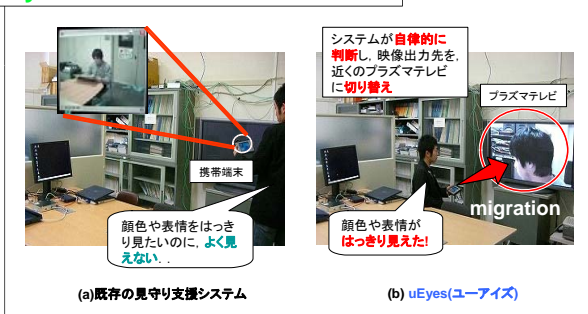 システムが自律的に
判断し，映像出力先を，
近くのプラズマテレビ
に切り替え
プラズマテレビ
携帯端末
migration
顔色や表情をはっき
り見たいのに，よく見
えない．．
顔色や表情が
はっきり見えた!
(a)既存の見守り支援システム
(b) uEyes(ユーアイズ)